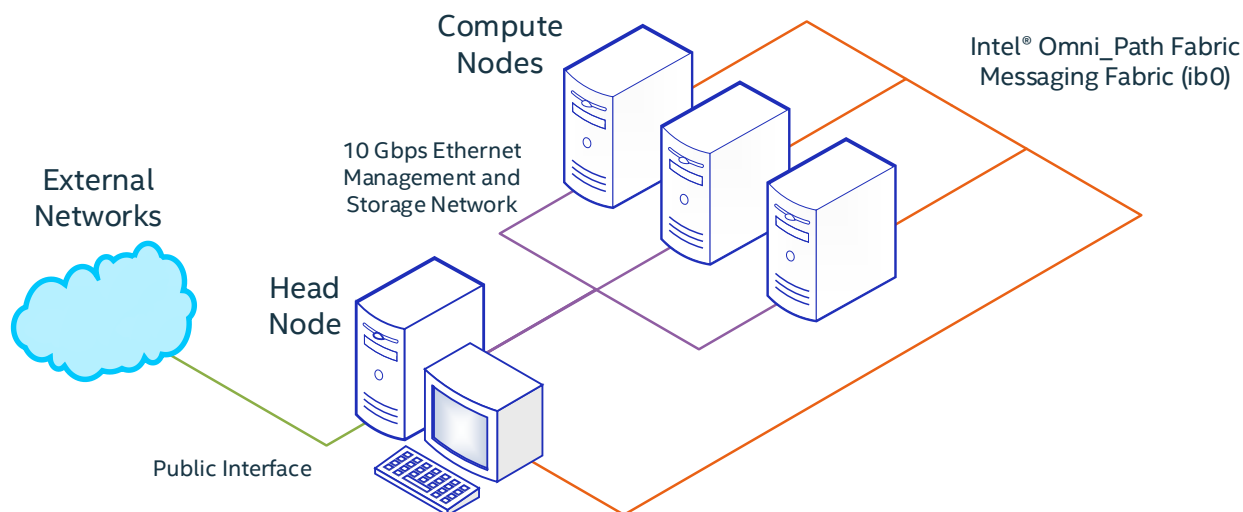 Compute
Nodes
Intel® Omni_Path Fabric
Messaging Fabric (ib0)
10 Gbps Ethernet
Management and
Storage Network
External
Networks
Head
Node
Public Interface